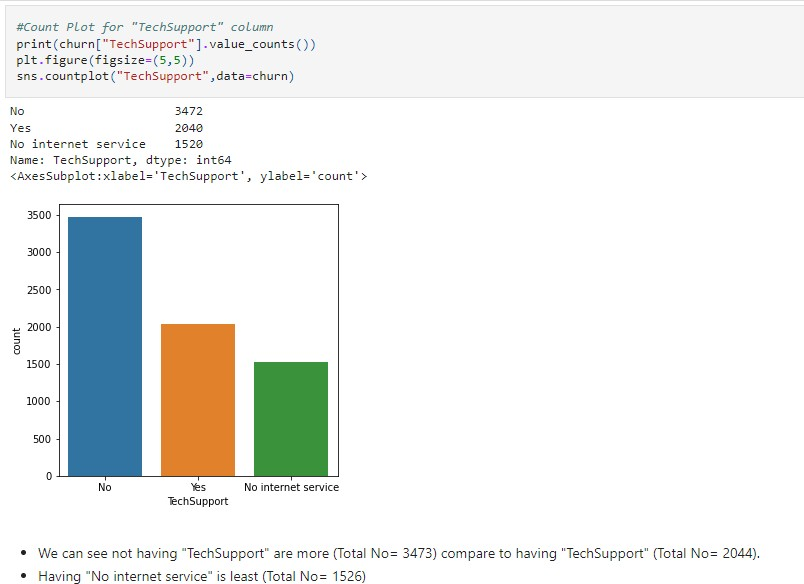 #Count Plot for "TechSupport" column
print(churn["TechSupport"].value_counts())
plt.figure(figsize=(5,5))
sns.countplot("TechSupport",data=churn)
No 3472
Yes 2040
No internet service 1520
Name: TechSupport, dtype: int64
<AxesSubplot:xlabel='TechSupport', ylabel='count'>
3500
3000
2500
2000
1500
1000
500
0
count
No Yes No internet service
TechSupport
• We can see not having "TechSupport" are more (Total No= 3473) compare to having "TechSupport" (Total No= 2044).
• Having "No internet service" is least (Total No= 1526)